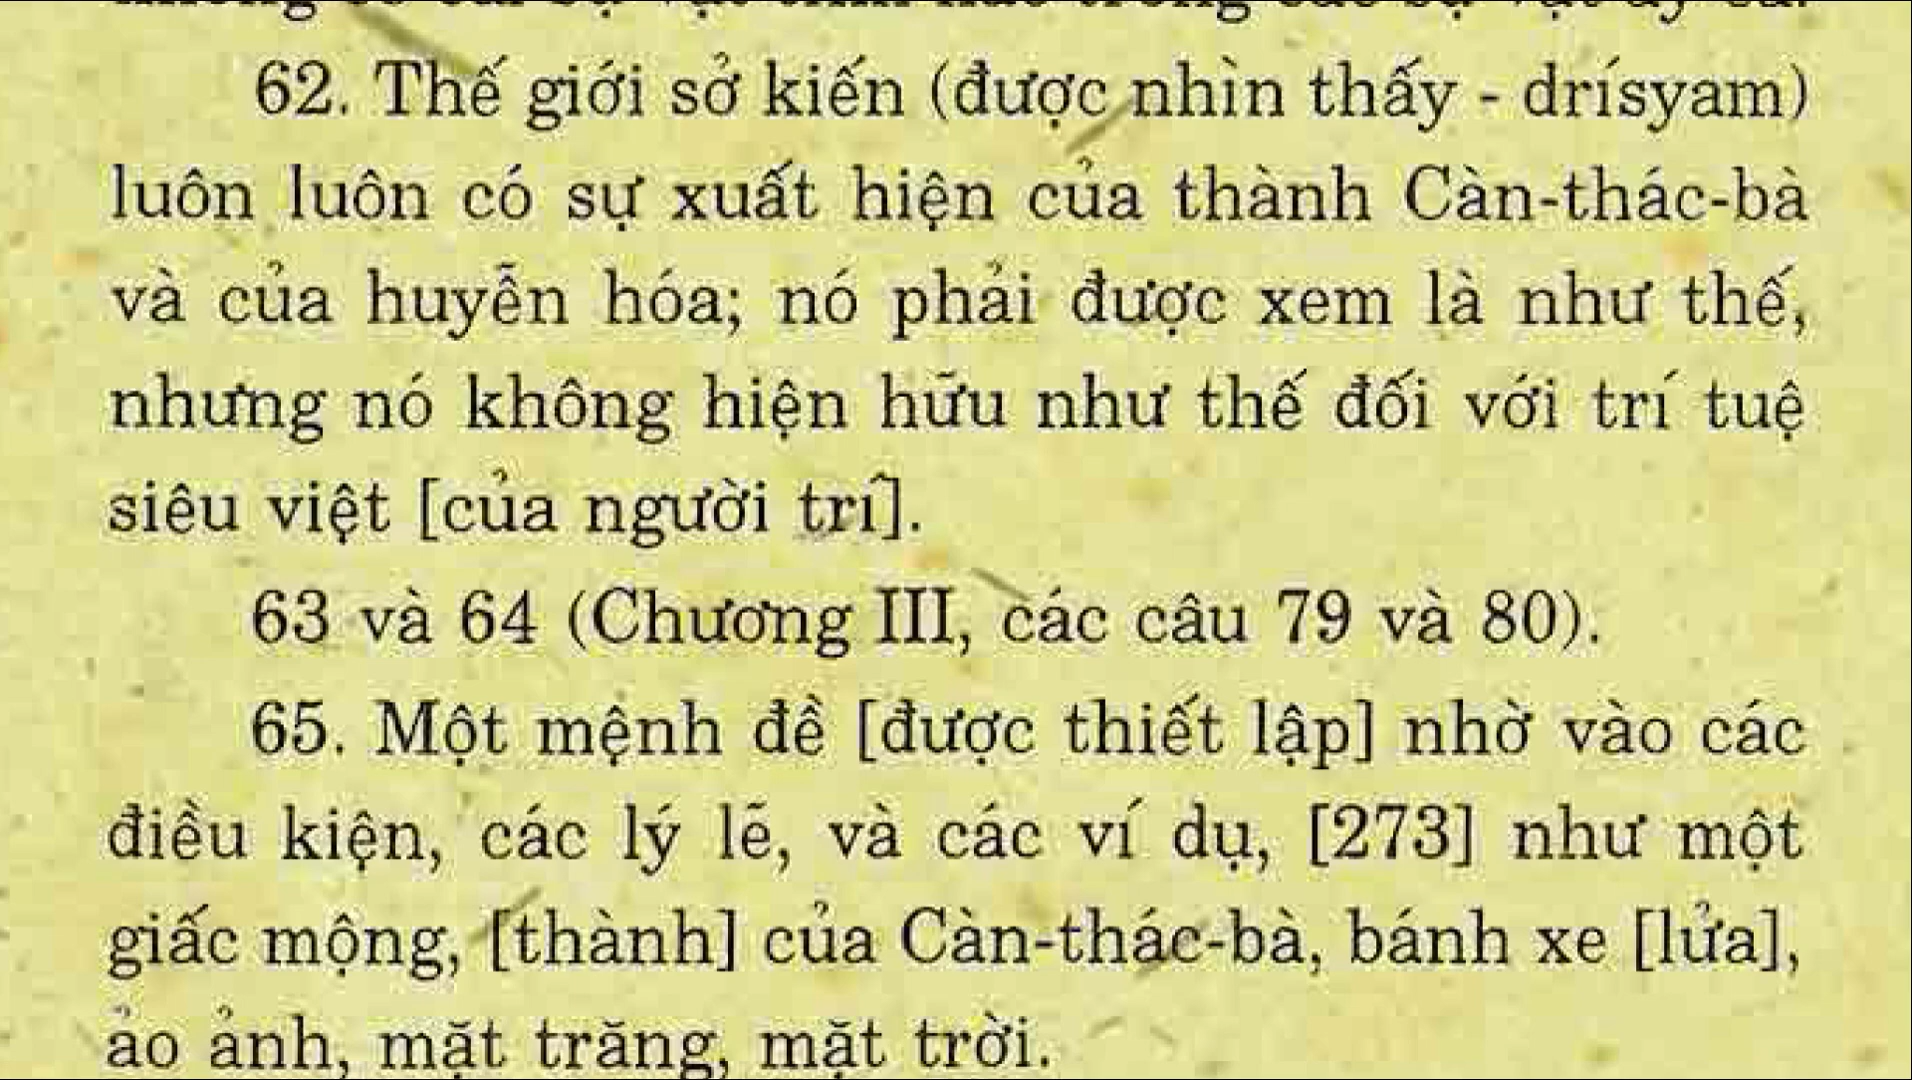 62. Thế giới sở kiến (được nhìn thấy - drísyam)
luôn luôn có sự xuất hiện của thành Càn-thác-bà
và của huyễn hóa; nó phải được xem là như thế,
nhưng nó không hiện hữu như thế đối với trí tuệ
siêu việt [của người trí].
63 và 64 (Chương III, các câu 79 và 80).
65. Một mệnh đề [được thiết lập] nhờ vào các
điều kiện, các lý lẽ, và các ví dụ, [273] như một
giấc mộng, [thành] của Càn-thác-bà, bánh xe [lửa],
ảo ảnh, mặt trăng, mặt trời.